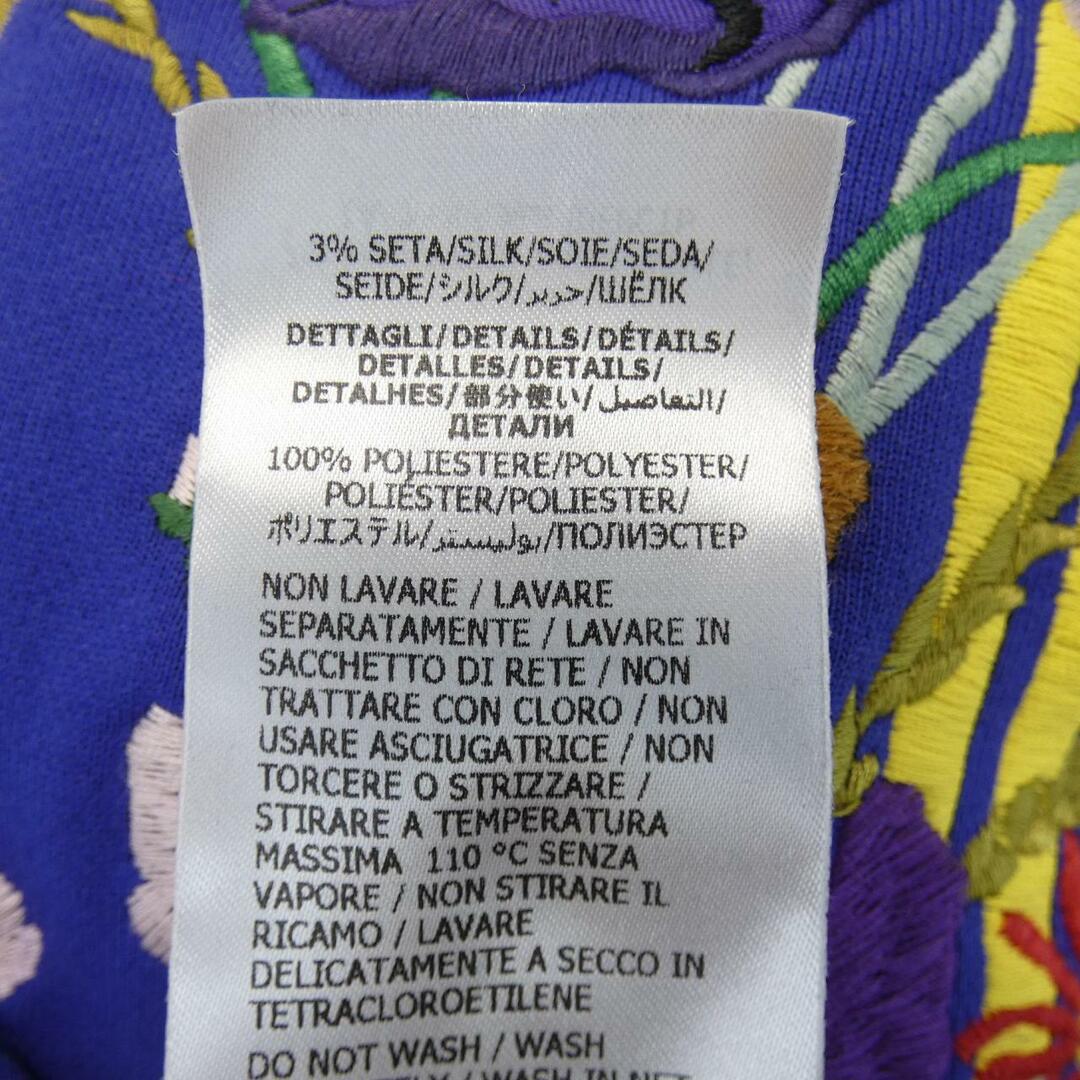 3% SETA/SILK/SOIE/SEDA/
SEIDE/シルク/حرير/ШЁЛК
DETTAGLI/DETAILS/DÉTAILS/
DETALLES/DETAILS/
DETALHES/部分使い/التفاصيل/
ДЕТАЛИ
100% POLIESTERE/POLYESTER/
POLIÉSTER/POLIESTER/
ポリエステル/بوليستر/ПОЛИЭСТЕР
NON LAVARE / LAVARE
SEPARATAMENTE / LAVARE IN
SACCHETTO DI RETE / NON
TRATTARE CON CLORO / NON
USARE ASCIUGATRICE / NON
TORCERE O STRIZZARE /
STIRARE A TEMPERATURA
MASSIMA 110 °C SENZA
VAPORE / NON STIRARE IL
RICAMO / LAVARE
DELICATAMENTE A SECCO IN
TETRACLOROETILENE
DO NOT WASH / WASH
/ WASH IN NET